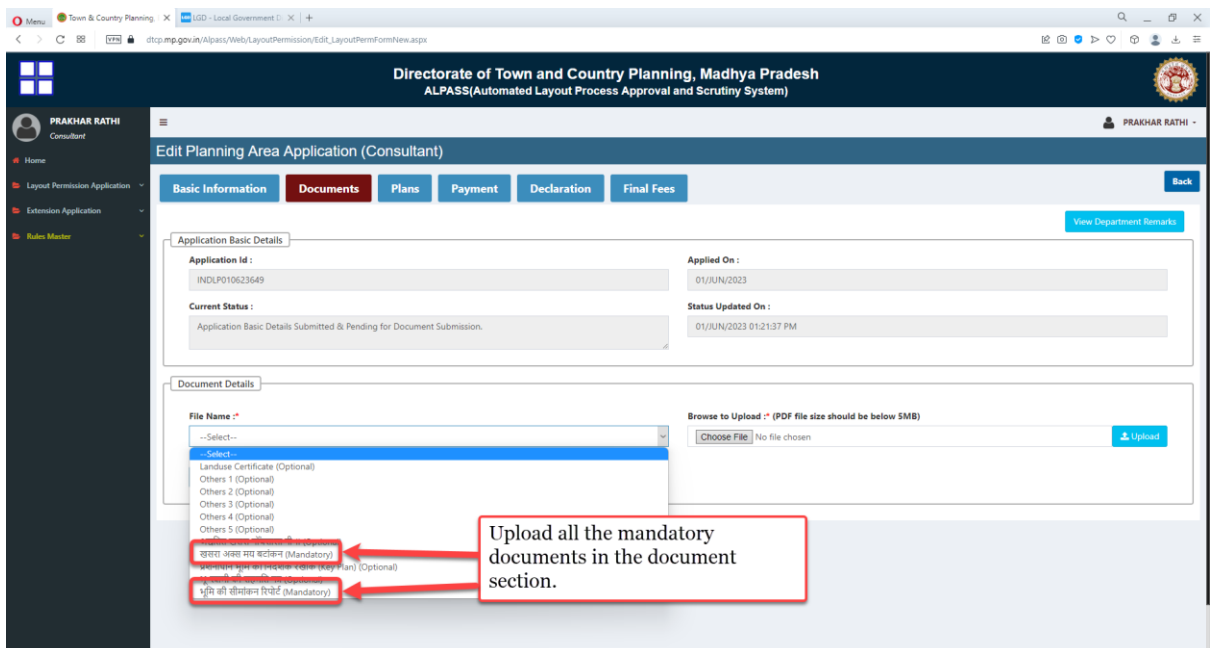 Menu
Town & Country Planning,
LGD - Local Government D
dtcp.mp.gov.in/Alpass/Web/LayoutPermission/Edit_LayoutPermFormNew.aspx
VPN
Directorate of Town and Country Planning, Madhya Pradesh
ALPASS(Automated Layout Process Approval and Scrutiny System)
PRAKHAR RATHI
Consultant
PRAKHAR RATHI
Home
Layout Permission Application
Extension Application
Rules Master
Edit Planning Area Application (Consultant)
Basic Information
Documents
Plans
Payment
Declaration
Final Fees
Back
View Department Remarks
Application Basic Details
Application Id :
Applied On :
INDLP010623649
01/JUN/2023
Current Status :
Status Updated On :
Application Basic Details Submitted & Pending for Document Submission.
01/JUN/2023 01:21:37 PM
Document Details
File Name :*
Browse to Upload :* (PDF file size should be below 5MB)
--Select--
Choose File No file chosen
Upload
--Select--
Landuse Certificate (Optional)
Others 1 (Optional)
Others 2 (Optional)
Others 3 (Optional)
Others 4 (Optional)
Others 5 (Optional)
खसरा अक्स मय बटांकन (Mandatory)
(Key Plan) (Optional)
भूमि की सीमांकन रिपोर्ट (Mandatory)
Upload all the mandatory
documents in the document
section.